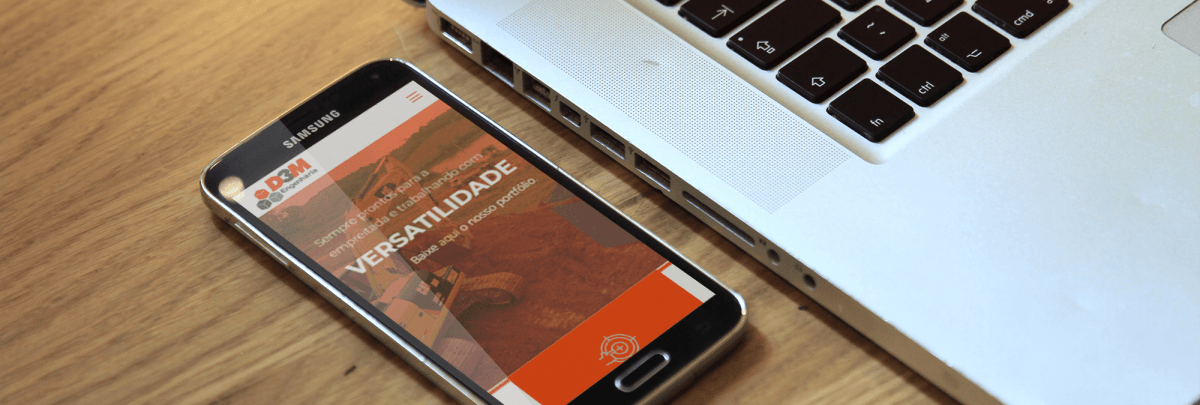 SAMSUNG
D3M
Engenharia
Sempre prontos para a
empreitada e trabalhando com
VERSATILIDADE
Baixe aqui o nosso portfólio.
alt
cmd
ctrl
fn